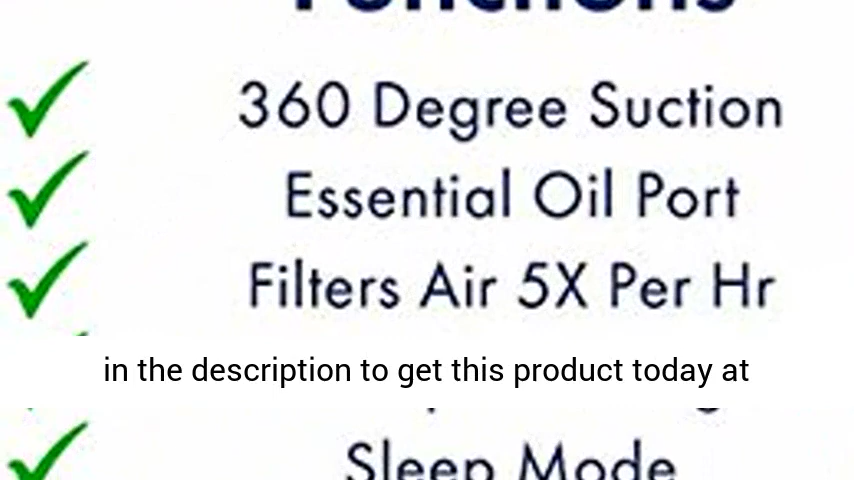 Functions
360 Degree Suction
Essential Oil Port
Filters Air 5X Per Hr
in the description to get this product today at
Sleep Mode